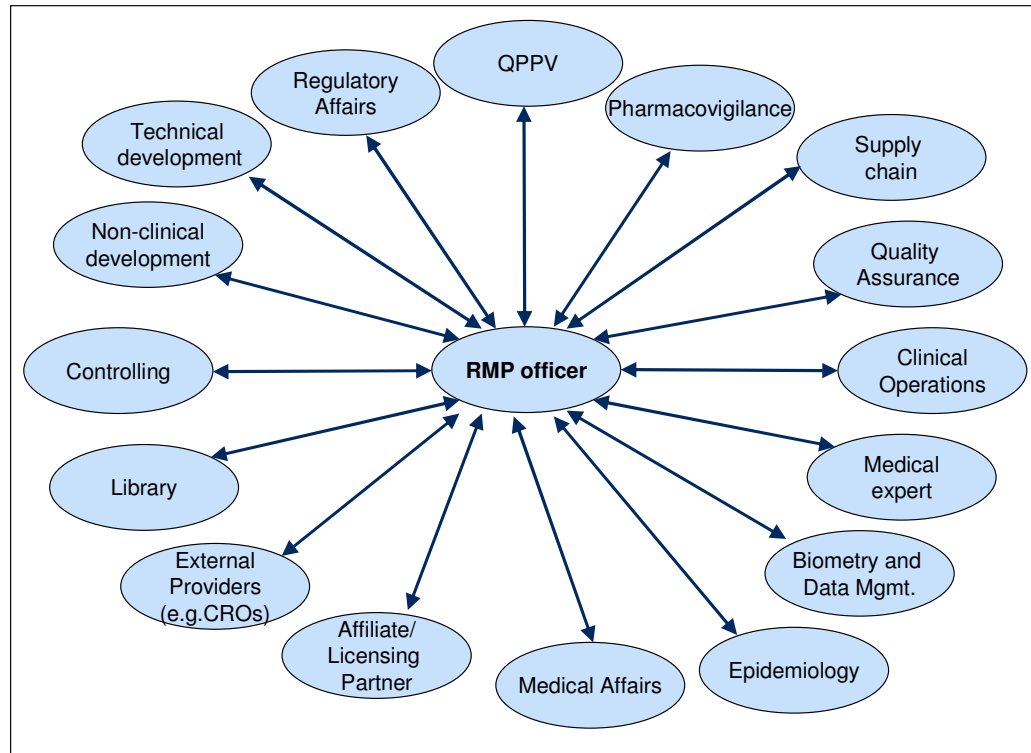 QPPV
Regulatory
Affairs
Pharmacovigilance
Technical
development
Supply
chain
Non-clinical
development
Quality
Assurance
Controlling
RMP officer
Clinical
Operations
Library
Medical
expert
External
Providers
(e.g.CROs)
Biometry and
Data Mgmt.
Affiliate/
Licensing
Partner
Medical Affairs
Epidemiology